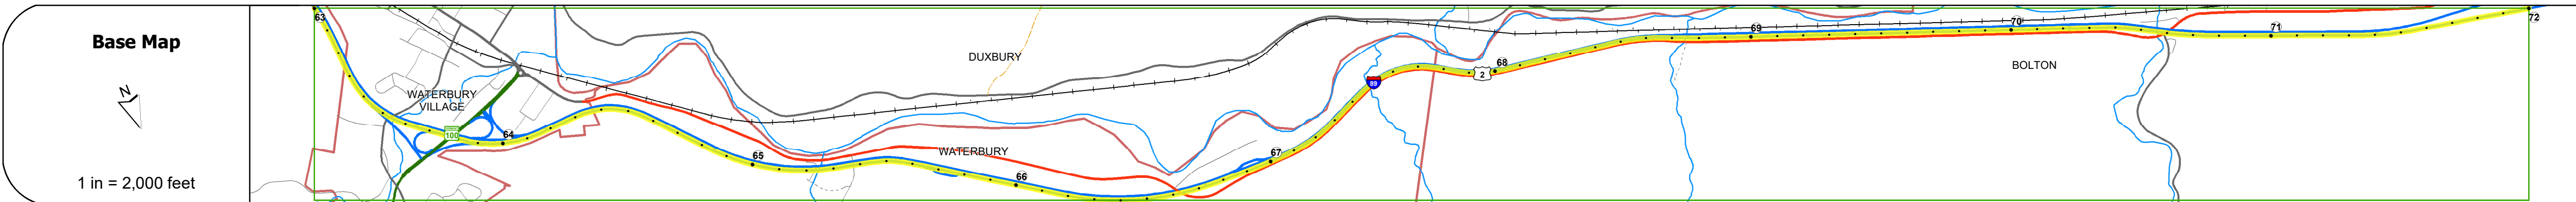 Base Map
N
1 in = 2,000 feet
63
WATERBURY
VILLAGE
100
64
65
DUXBURY
WATERBURY
66
67
89
2
68
69
70
BOLTON
71
72